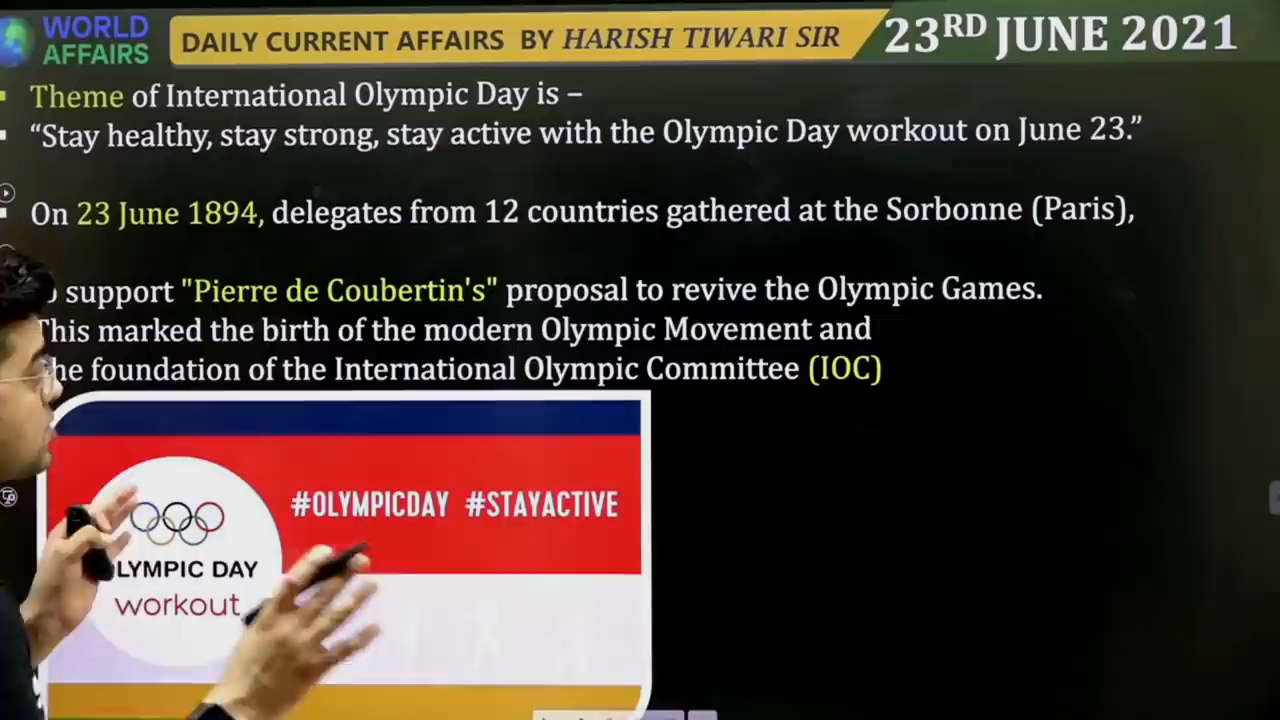 WORLD
AFFAIRS
DAILY CURRENT AFFAIRS BY HARISH TIWARI SIR
23RD JUNE 2021
Theme of International Olympic Day is –
“Stay healthy, stay strong, stay active with the Olympic Day workout on June 23.”
On 23 June 1894, delegates from 12 countries gathered at the Sorbonne (Paris),
support "Pierre de Coubertin's" proposal to revive the Olympic Games.
This marked the birth of the modern Olympic Movement and
he foundation of the International Olympic Committee (IOC)
#OLYMPICDAY #STAYACTIVE
LYMPIC DAY
workout